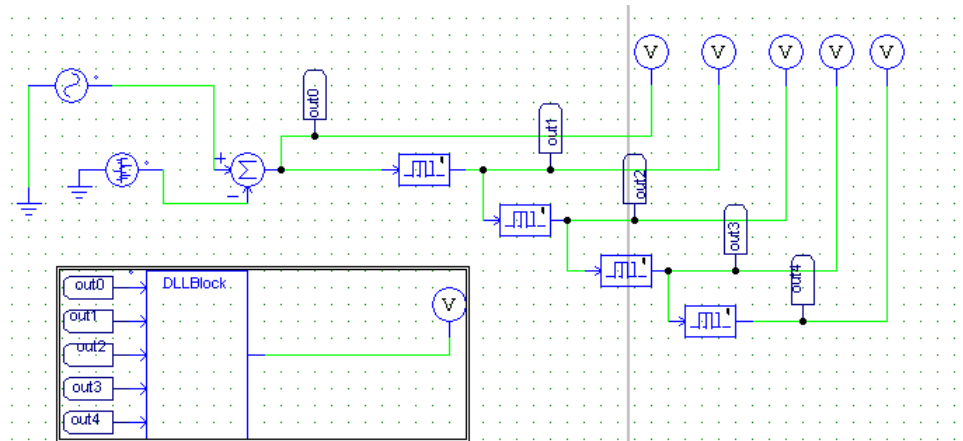 V V V V V
out0
out1
out2
out3
out4
+
Σ
−
out0
out1
out2
out3
out4
DLLBlock
V